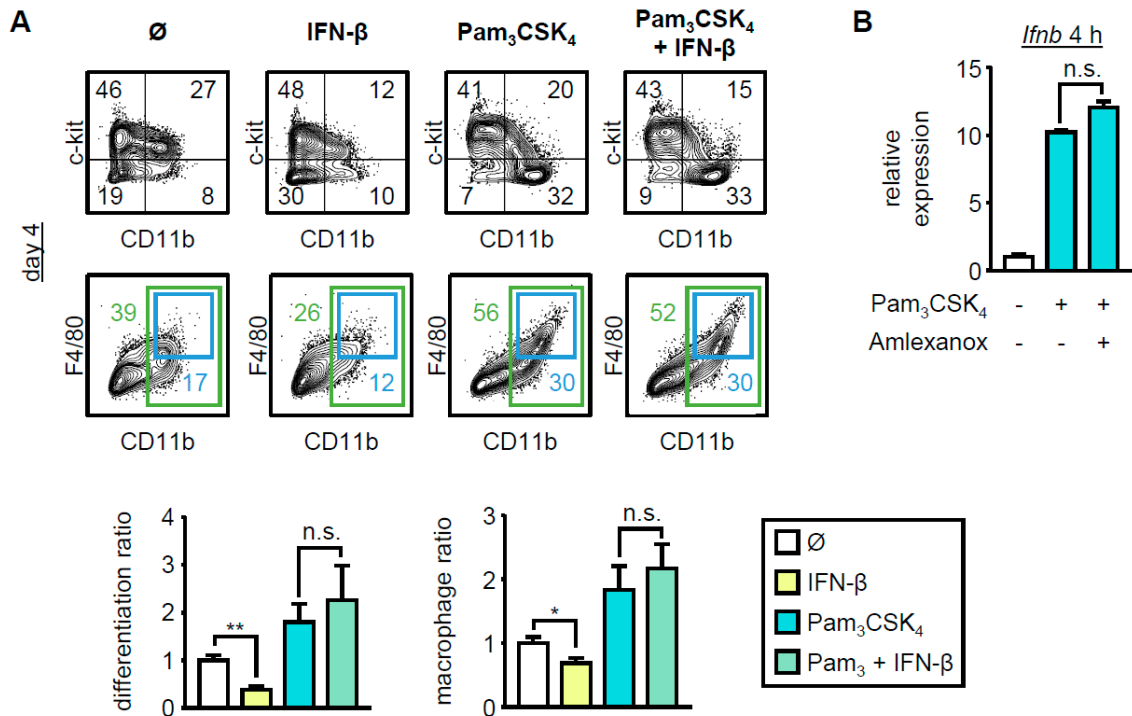 A
Ø
IFN-β
Pam₃CSK₄
Pam₃CSK₄
+ IFN-β
day 4
c-kit
46
27
19
8
CD11b
c-kit
48
12
30
10
CD11b
c-kit
41
20
7
32
CD11b
c-kit
43
15
9
33
CD11b
F4/80
39
17
CD11b
F4/80
26
12
CD11b
F4/80
56
30
CD11b
F4/80
52
30
CD11b
differentiation ratio
4
3
2
1
0
**
n.s.
macrophage ratio
3
2
1
0
*
n.s.
Ø
IFN-β
Pam₃CSK₄
Pam₃ + IFN-β
B
Ifnb 4 h
n.s.
relative
expression
15
10
5
0
Pam₃CSK₄ - + +
Amlexanox - - +